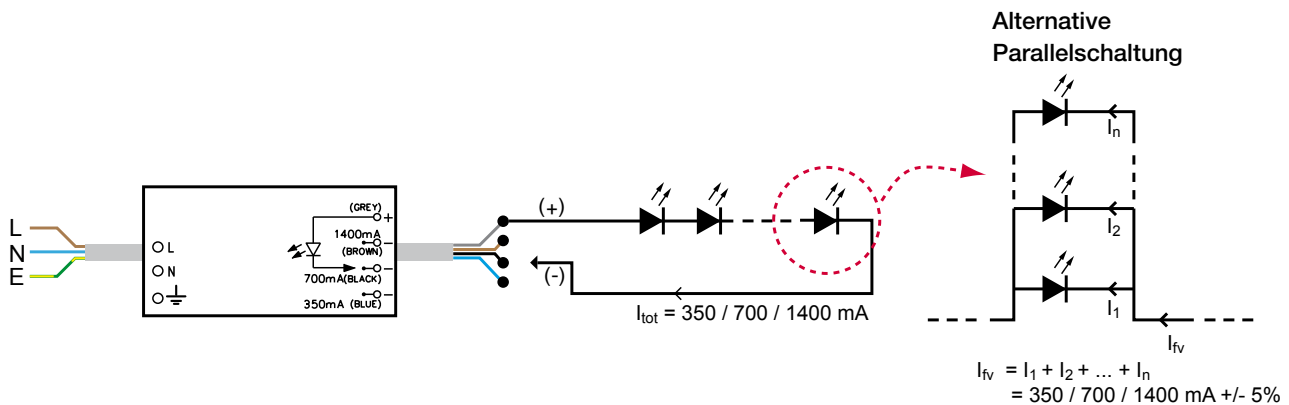 Alternative
Parallelschaltung
L
N
E
L
N
(GREY)
+
1400mA
–
(BROWN)
–
700mA(BLACK)
350mA (BLUE)
–
(+)
(-)
Itot = 350 / 700 / 1400 mA
In
I2
I1
Ifv
Ifv = I1 + I2 + ... + In
= 350 / 700 / 1400 mA +/- 5%